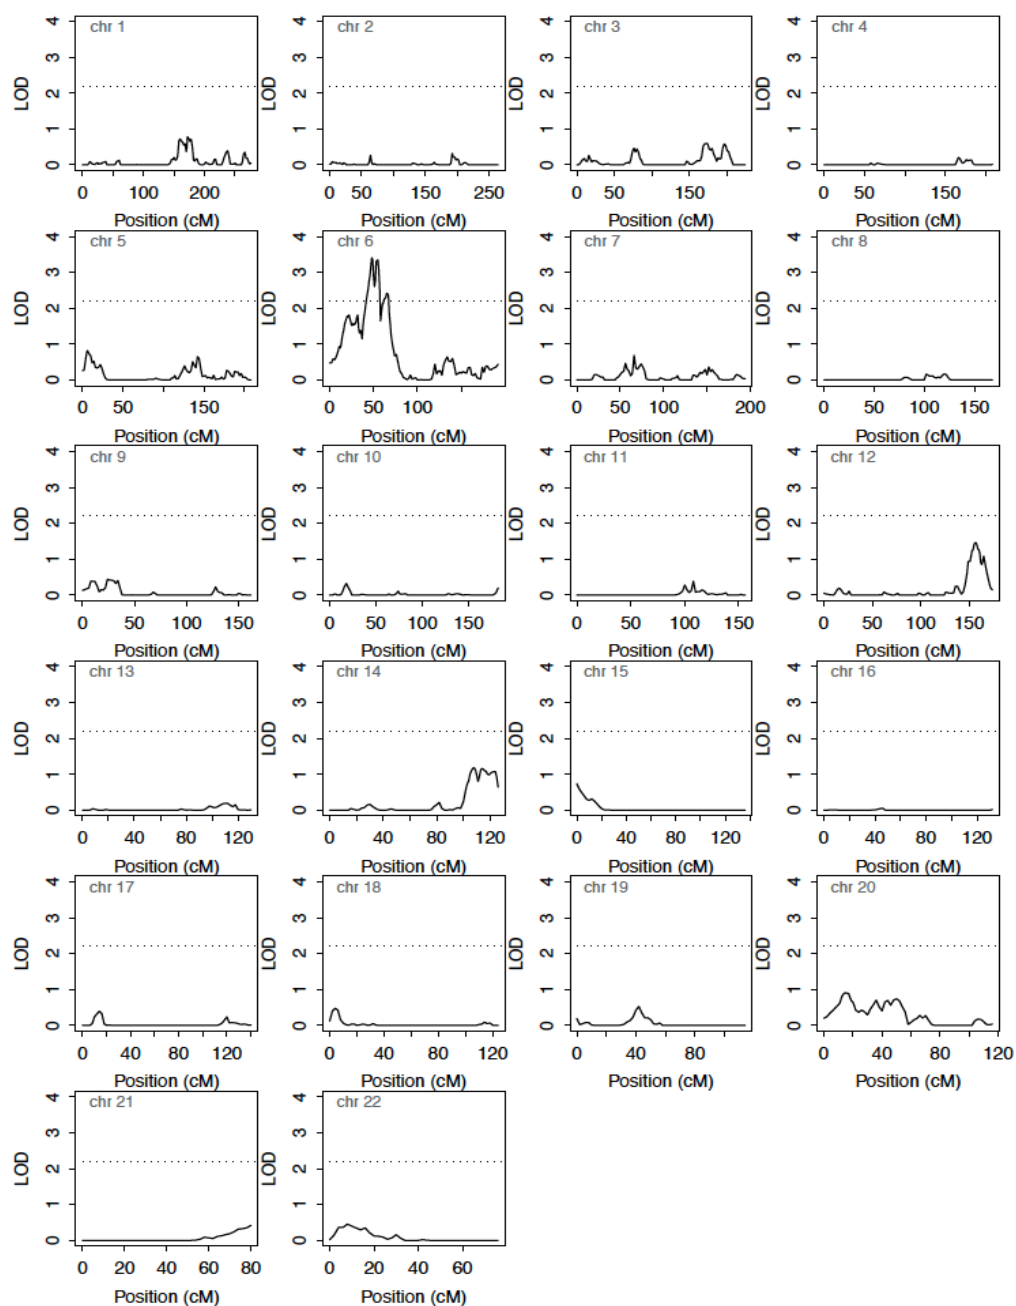 chr 1 chr 2 chr 3 chr 4
LOD LOD LOD LOD
4 4 4 4
3 3 3 3
2 2 2 2
1 1 1 1
0 0 0 0
0 100 200 0 50 150 250 0 50 150 0 50 150
Position (cM) Position (cM) Position (cM) Position (cM)
chr 5 chr 6 chr 7 chr 8
LOD LOD LOD LOD
4 4 4 4
3 3 3 3
2 2 2 2
1 1 1 1
0 0 0 0
0 50 150 0 50 100 0 50 100 200 0 50 100 150
Position (cM) Position (cM) Position (cM) Position (cM)
chr 9 chr 10 chr 11 chr 12
LOD LOD LOD LOD
4 4 4 4
3 3 3 3
2 2 2 2
1 1 1 1
0 0 0 0
0 50 100 150 0 50 100 150 0 50 100 150 0 50 100 150
Position (cM) Position (cM) Position (cM) Position (cM)
chr 13 chr 14 chr 15 chr 16
LOD LOD LOD LOD
4 4 4 4
3 3 3 3
2 2 2 2
1 1 1 1
0 0 0 0
0 40 80 120 0 40 80 120 0 40 80 120 0 40 80 120
Position (cM) Position (cM) Position (cM) Position (cM)
chr 17 chr 18 chr 19 chr 20
LOD LOD LOD LOD
4 4 4 4
3 3 3 3
2 2 2 2
1 1 1 1
0 0 0 0
0 40 80 120 0 40 80 120 0 40 80 0 40 80 120
Position (cM) Position (cM) Position (cM) Position (cM)
chr 21 chr 22
LOD LOD
4 4
3 3
2 2
1 1
0 0
0 20 40 60 80 0 20 40 60
Position (cM) Position (cM)